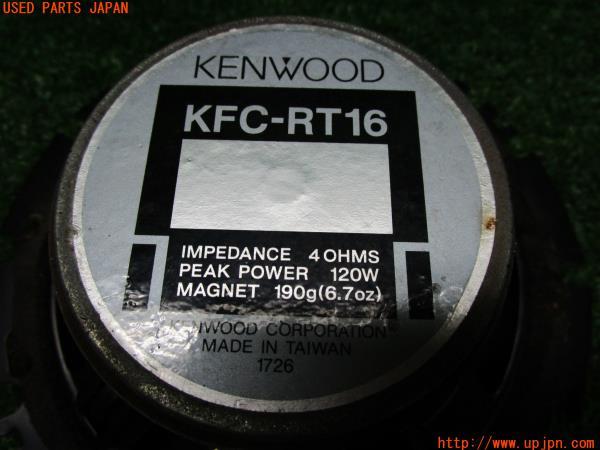 USED PARTS JAPAN
KENWOOD
KFC-RT16
IMPEDANCE 4 OHMS
PEAK POWER 120W
MAGNET 190g(6.7oz)
KENWOOD CORPORATION®
MADE IN TAIWAN
1726
http://www.upjpn.com/